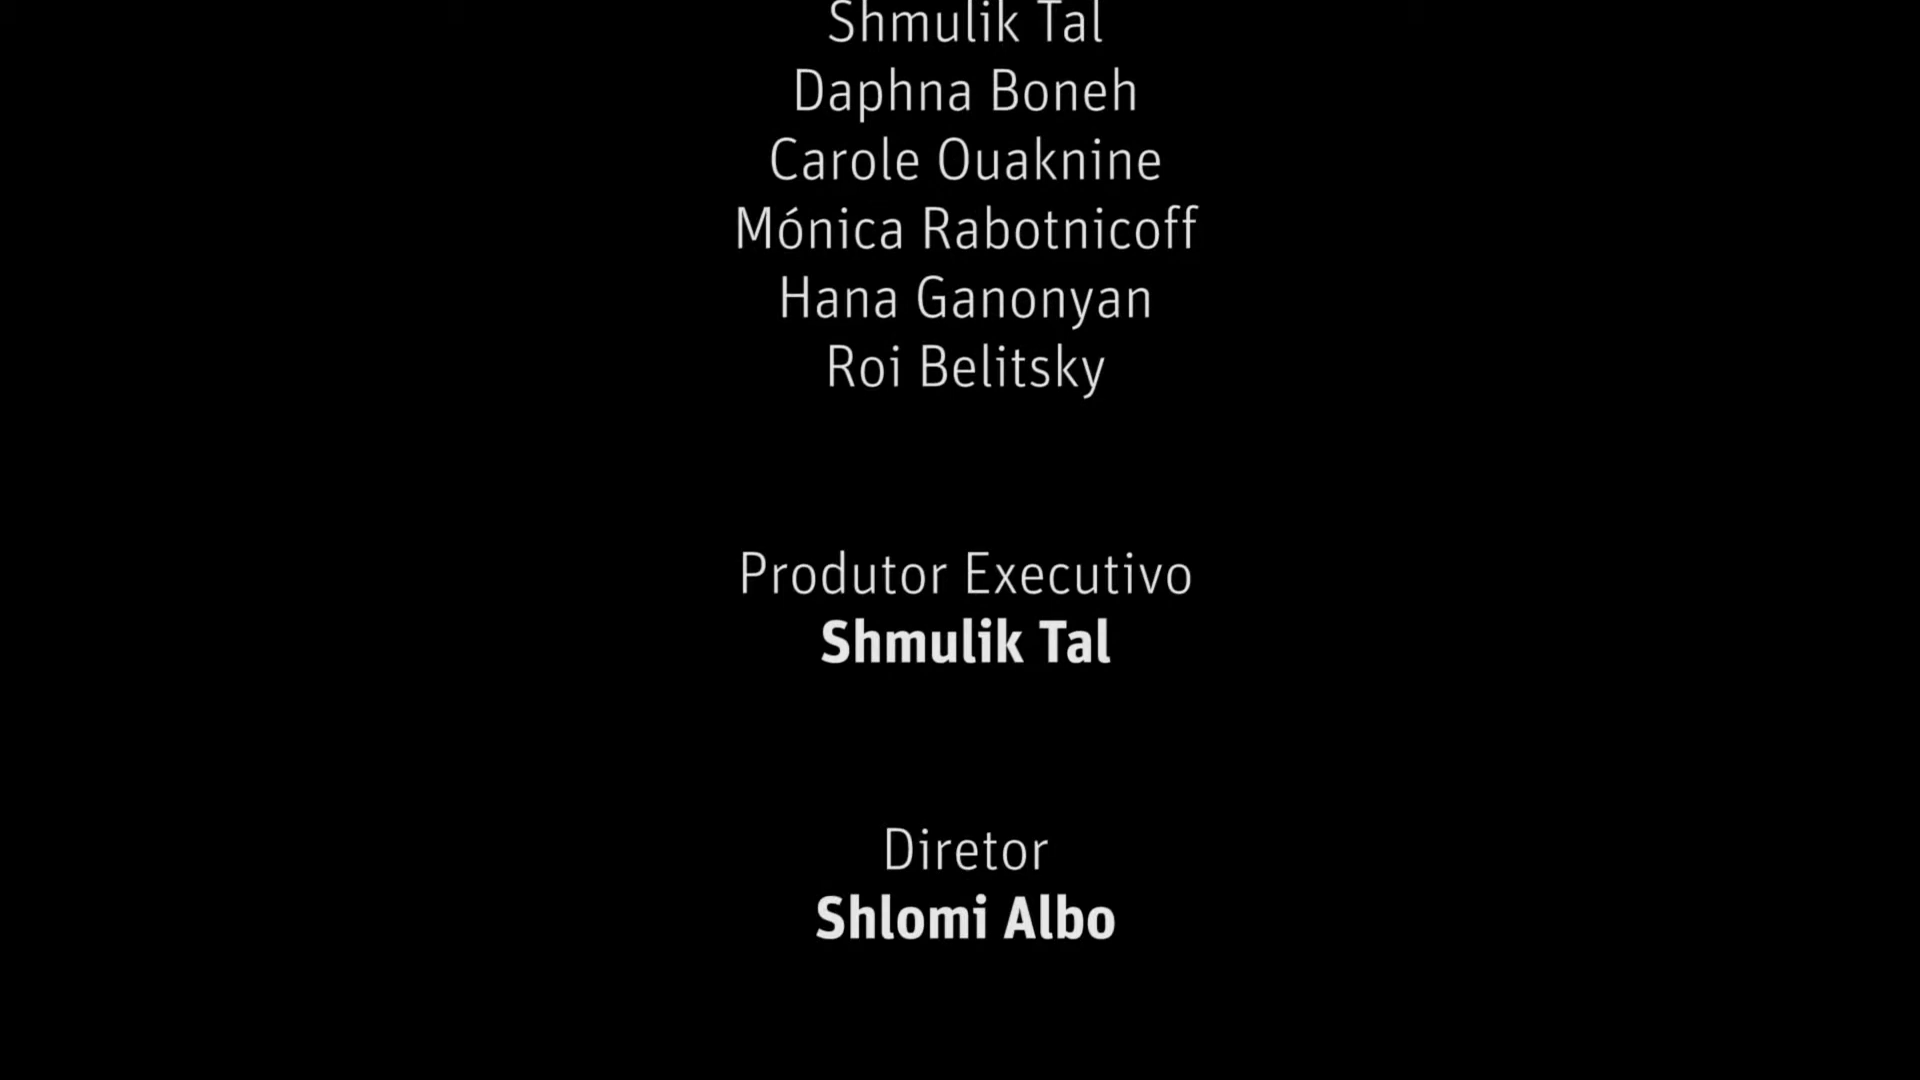 Shmulik Tal
Daphna Boneh
Carole Ouaknine
Mónica Rabotnicoff
Hana Ganonyan
Roi Belitsky
Produtor Executivo
Shmulik Tal
Diretor
Shlomi Albo